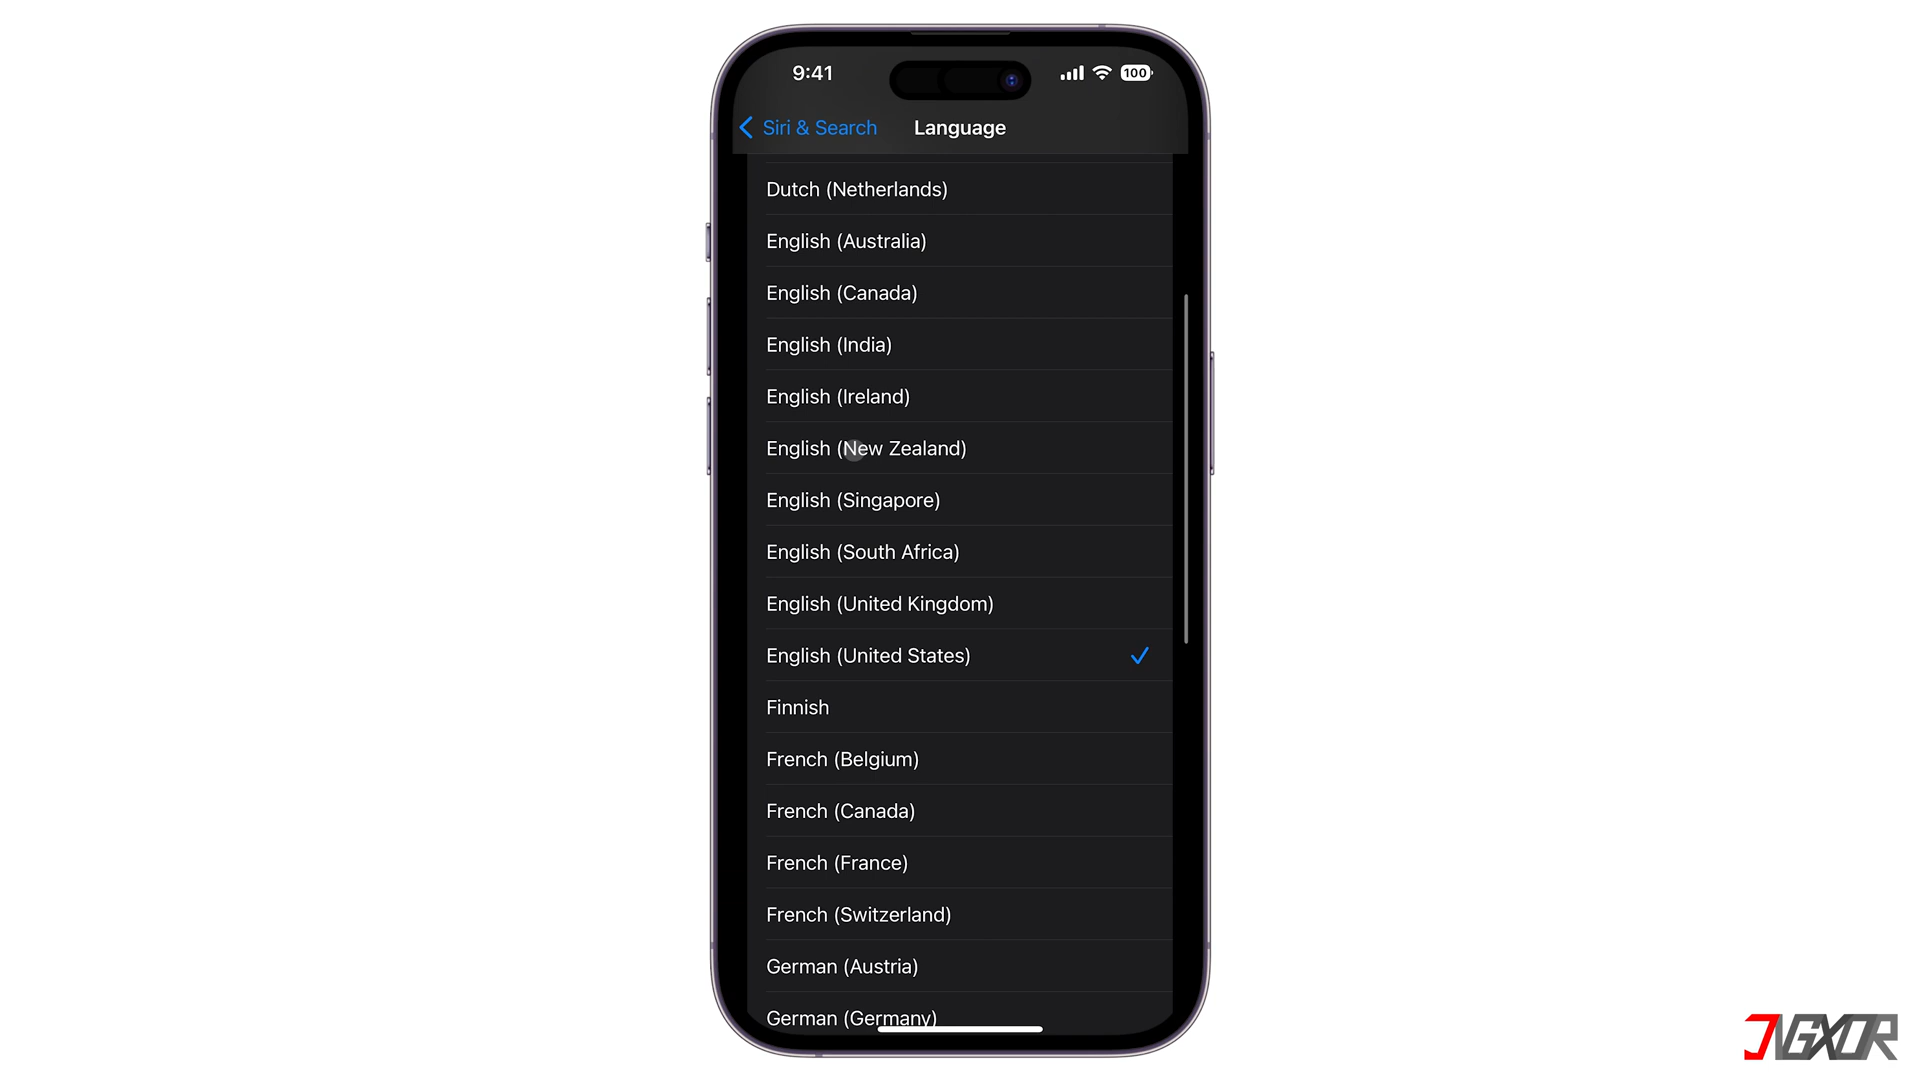 9:41
100
Siri & Search
Language
Dutch (Netherlands)
English (Australia)
English (Canada)
English (India)
English (Ireland)
English (New Zealand)
English (Singapore)
English (South Africa)
English (United Kingdom)
English (United States)
Finnish
French (Belgium)
French (Canada)
French (France)
French (Switzerland)
German (Austria)
German (Germany)
JVGXOR